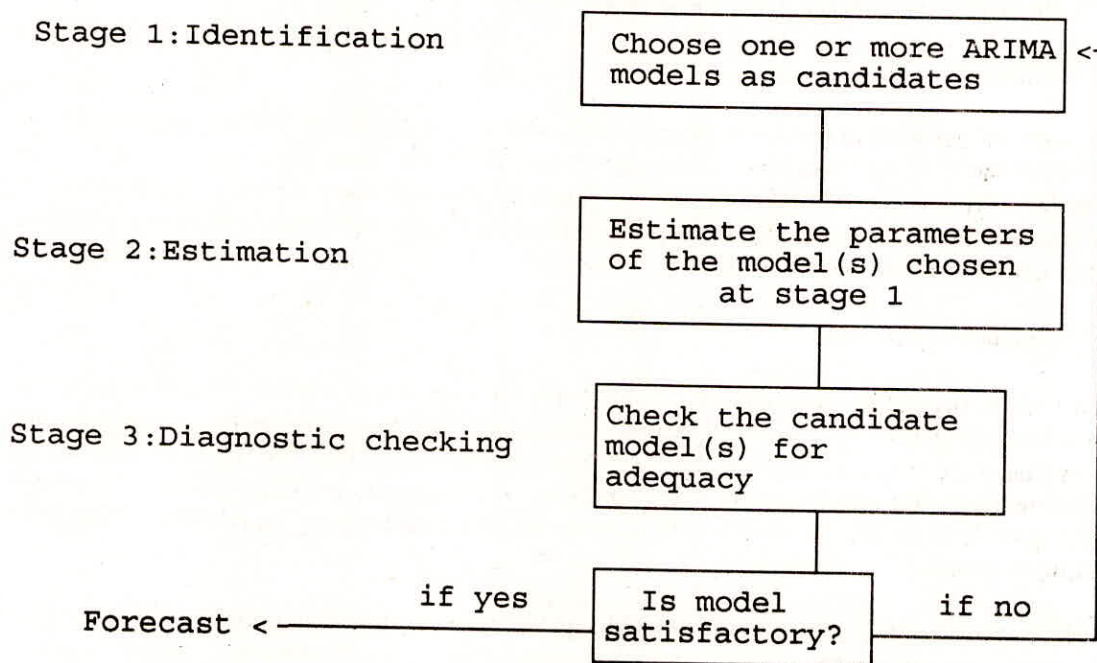 Stage 1:Identification
Choose one or more ARIMA <
models as candidates
Stage 2:Estimation
Estimate the parameters
of the model(s) chosen
at stage 1
Stage 3:Diagnostic checking
Check the candidate
model(s) for
adequacy
Forecast <
if yes
Is model
satisfactory?
if no